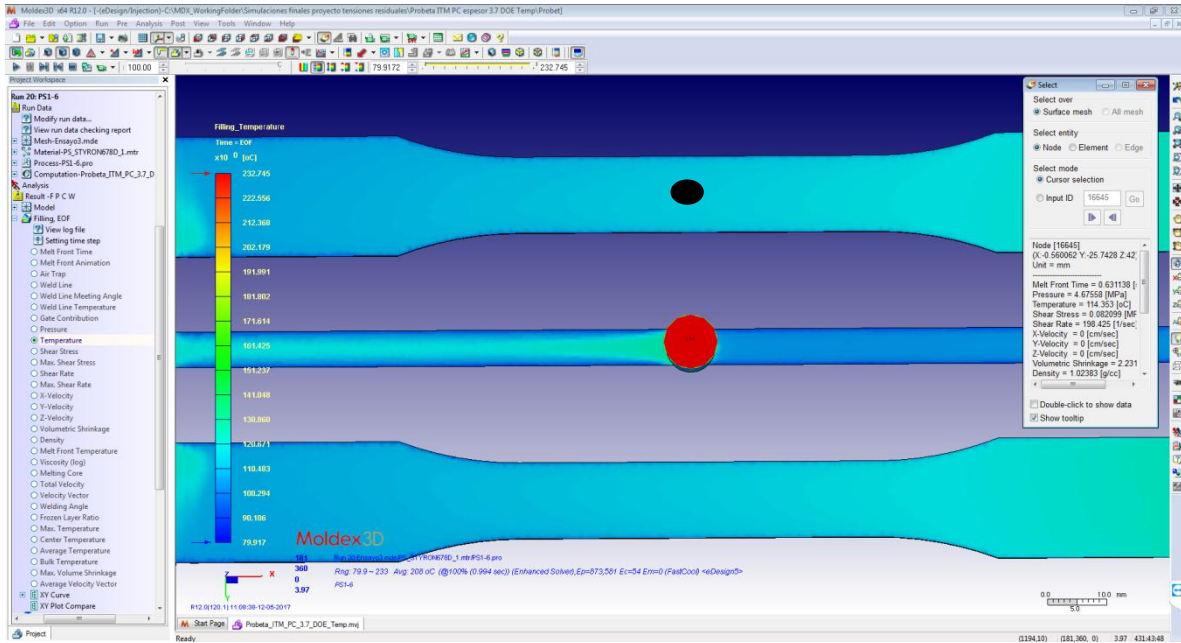 Moldex3D x64 R12.0 - [-(eDesign/Injection)-C:\MDX_WorkingFolder\Simulaciones finales proyecto tensiones residuales\Probeta ITM PC espesor 3.7 DOE Temp\Probet]
File Edit Option Run Pre Analysis Post View Tools Window Help
100.00
79.9172
232.745
Project Workspace
Run 20: PS1-6
Run Data
Modify run data...
View run data checking report
Mesh-Ensayo3.mde
Material-PS_STYRON678D_1.mtr
Process-PS1-6.pro
Computation-Probeta_ITM_PC_3.7_D
Analysis
Result -F P C W
Model
Filling, EOF
View log file
Setting time step
Melt Front Time
Melt Front Animation
Air Trap
Weld Line
Weld Line Meeting Angle
Weld Line Temperature
Gate Contribution
Pressure
Temperature
Shear Stress
Max. Shear Stress
Shear Rate
Max. Shear Rate
X-Velocity
Y-Velocity
Z-Velocity
Volumetric Shrinkage
Density
Melt Front Temperature
Viscosity (log)
Melting Core
Total Velocity
Velocity Vector
Welding Angle
Frozen Layer Ratio
Max. Temperature
Center Temperature
Average Temperature
Bulk Temperature
Max. Volume Shrinkage
Average Velocity Vector
XY Curve
XY Plot Compare
Project
Filling_Temperature
Time = EOF
x10 0 [oC]
232.745
222.556
212.368
202.179
191.991
181.802
171.614
161.425
151.237
141.048
130.860
120.671
110.483
100.294
90.106
79.917
Moldex3D
181
360
0
3.97
Run 20:Ensayo3.mde/PS_STYRON678D_1.mtr/PS1-6.pro
Rng: 79.9 ~ 233 Avg: 208 oC (@100% (0.994 sec)) (Enhanced Solver),Ep=873,581 Ec=54 Em=0 (FastCool) <eDesign5>
PS1-6
Z
X
Y
R12.0(120.1) 11:08:38-12-05-2017
0.0 10.0 mm
5.0
Start Page
Probeta_ITM_PC_3.7_DOE_Temp.mvj
Ready
(1194,10) (181,360, 0) 3.97 431:43:48
Select
Select over
Surface mesh All mesh
Select entity
Node Element Edge
Select mode
Cursor selection
Input ID 16645 Go
Node [16645]
(X:-0.560062 Y:-25.7428 Z:42
Unit = mm
Melt Front Time = 0.631138 [
Pressure = 4.67558 [MPa]
Temperature = 114.353 [oC]
Shear Stress = 0.082099 [MF
Shear Rate = 198.425 [1/sec]
X-Velocity = 0 [cm/sec]
Y-Velocity = 0 [cm/sec]
Z-Velocity = 0 [cm/sec]
Volumetric Shrinkage = 2.231
Density = 1.02383 [g/cc]
Double-click to show data
Show tooltip